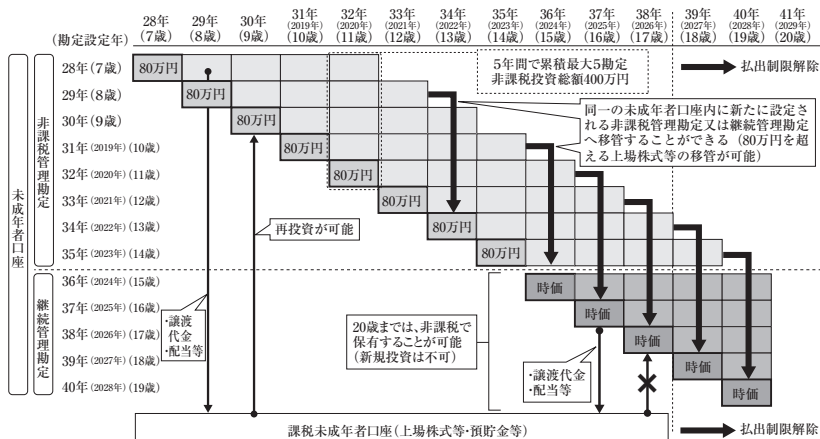 28年 29年 30年 31年 32年 33年 34年 35年 36年 37年 38年 39年 40年 41年
(2019年) (2020年) (2021年) (2022年) (2023年) (2024年) (2025年) (2026年) (2027年) (2028年) (2029年)
(勘定設定年) (7歳) (8歳) (9歳) (10歳) (11歳) (12歳) (13歳) (14歳) (15歳) (16歳) (17歳) (18歳) (19歳) (20歳)
未成年者口座
非課税管理勘定
28年(7歳) 80万円
29年(8歳) 80万円
30年(9歳) 80万円
31年(2019年)(10歳) 80万円
32年(2020年)(11歳) 80万円
33年(2021年)(12歳) 80万円
34年(2022年)(13歳) 80万円
35年(2023年)(14歳) 80万円
5年間で累積最大5勘定
非課税投資総額400万円
払出制限解除
同一の未成年者口座内に新たに設定さ
れる非課税管理勘定又は継続管理勘定
へ移管することができる(80万円を超
える上場株式等の移管が可能)
再投資が可能
継続管理勘定
36年(2024年)(15歳) 時価
37年(2025年)(16歳) 時価
38年(2026年)(17歳) 時価
39年(2027年)(18歳) 時価
40年(2028年)(19歳) 時価
・譲渡
代金
・配当等
20歳までは、非課税で
保有することが可能
(新規投資は不可)
・譲渡代金
・配当等
課税未成年者口座(上場株式等・預貯金等)
払出制限解除